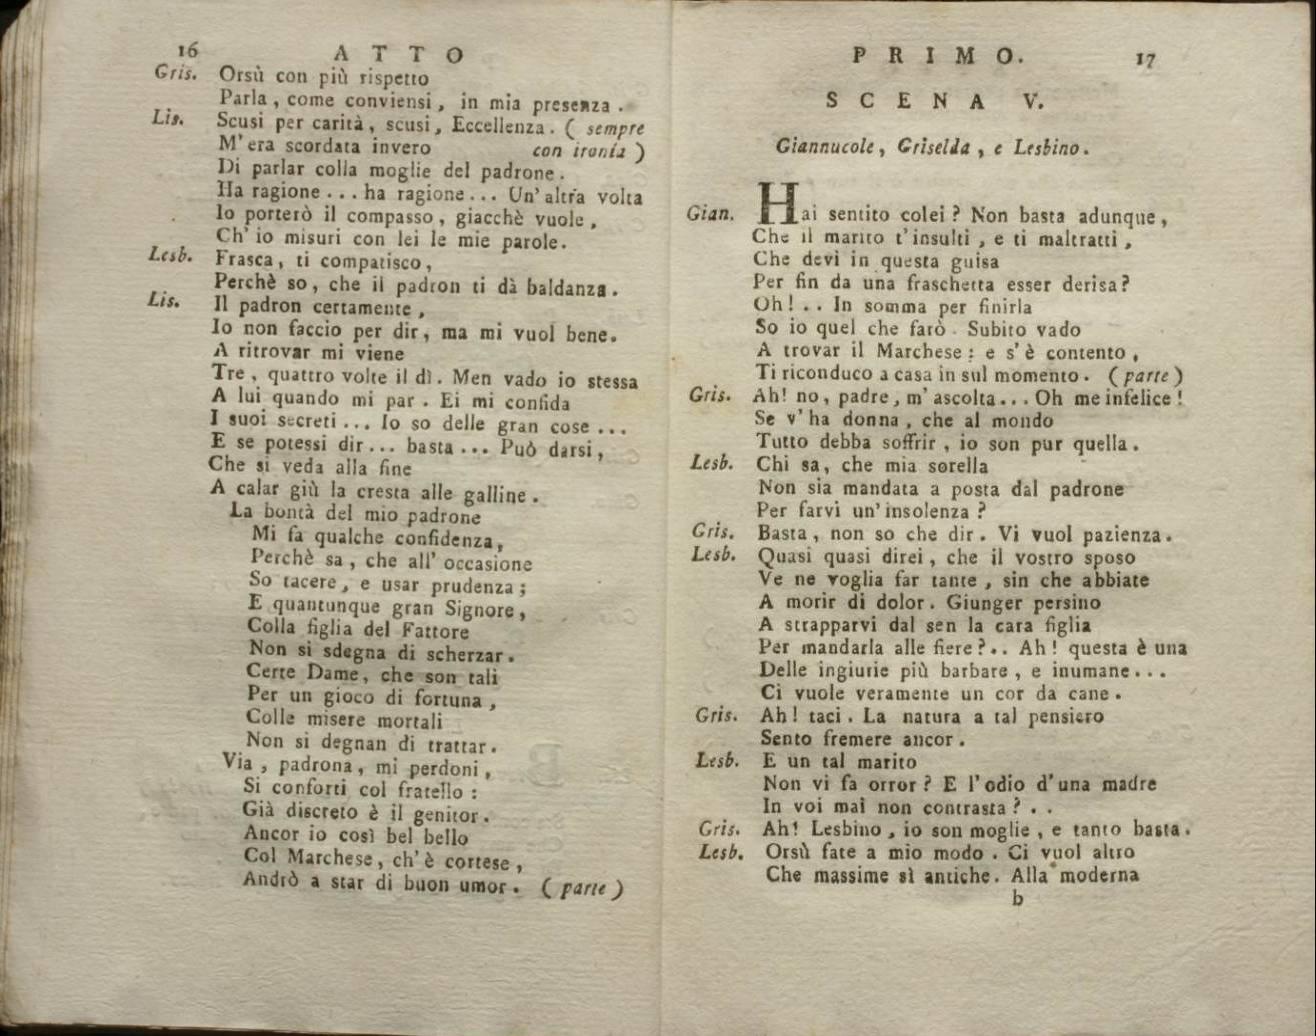 16 ATTO
Gris. Orsù con più rispetto
Parla, come conviensi, in mia presenza.
Lis. Scusi per carità, scusi, Eccellenza. ( sempre
M'era scordata invero con ironia )
Di parlar colla moglie del padrone.
Ha ragione... ha ragione... Un'altra volta
Io porterò il compasso, giacchè vuole,
Ch'io misuri con lei le mie parole.
Lesb. Frasca, ti compatisco,
Perchè so, che il padron ti dà baldanza.
Lis. Il padron certamente,
Io non faccio per dir, ma mi vuol bene.
A ritrovar mi viene
Tre, quattro volte il dì. Men vado io stessa
A lui quando mi par. Ei mi confida
I suoi secreti... Io so delle gran cose...
E se potessi dir... basta... Può darsi,
Che si veda alla fine
A calar giù la cresta alle galline.
La bontà del mio padrone
Mi fa qualche confidenza,
Perchè sa, che all'occasione
So tacere, e usar prudenza;
E quantunque gran Signore,
Colla figlia del Fattore
Non si sdegna di scherzar.
Certe Dame, che son tali
Per un gioco di fortuna,
Colle misere mortali
Non si degnan di trattar.
Via, padrona, mi perdoni,
Si conforti col fratello:
Già discreto è il genitor.
Ancor io così bel bello
Col Marchese, ch'è cortese,
Andrò a star di buon umor. ( parte )
PRIMO. 17
SCENA V.
Giannucole, Griselda, e Lesbino.
Gian. Hai sentito colei? Non basta adunque,
Che il marito t'insulti, e ti maltratti,
Che devi in questa guisa
Per fin da una fraschetta esser derisa?
Oh!.. In somma per finirla
So io quel che farò. Subito vado
A trovar il Marchese: e s'è contento,
Ti riconduco a casa in sul momento. ( parte )
Gris. Ah! no, padre, m'ascolta... Oh me infelice!
Se v'ha donna, che al mondo
Tutto debba soffrir, io son pur quella.
Lesb. Chi sa, che mia sorella
Non sia mandata a posta dal padrone
Per farvi un'insolenza?
Gris. Basta, non so che dir. Vi vuol pazienza.
Lesb. Quasi quasi direi, che il vostro sposo
Ve ne voglia far tante, sin che abbiate
A morir di dolor. Giunger persino
A strapparvi dal sen la cara figlia
Per mandarla alle fiere?.. Ah! questa è una
Delle ingiurie più barbare, e inumane...
Ci vuole veramente un cor da cane.
Gris. Ah! taci. La natura a tal pensiero
Sento fremere ancor.
Lesb. E un tal marito
Non vi fa orror? E l'odio d'una madre
In voi mai non contrasta?..
Gris. Ah! Lesbino, io son moglie, e tanto basta.
Lesb. Orsù fate a mio modo. Ci vuol altro
Che massime sì antiche. Alla moderna
b